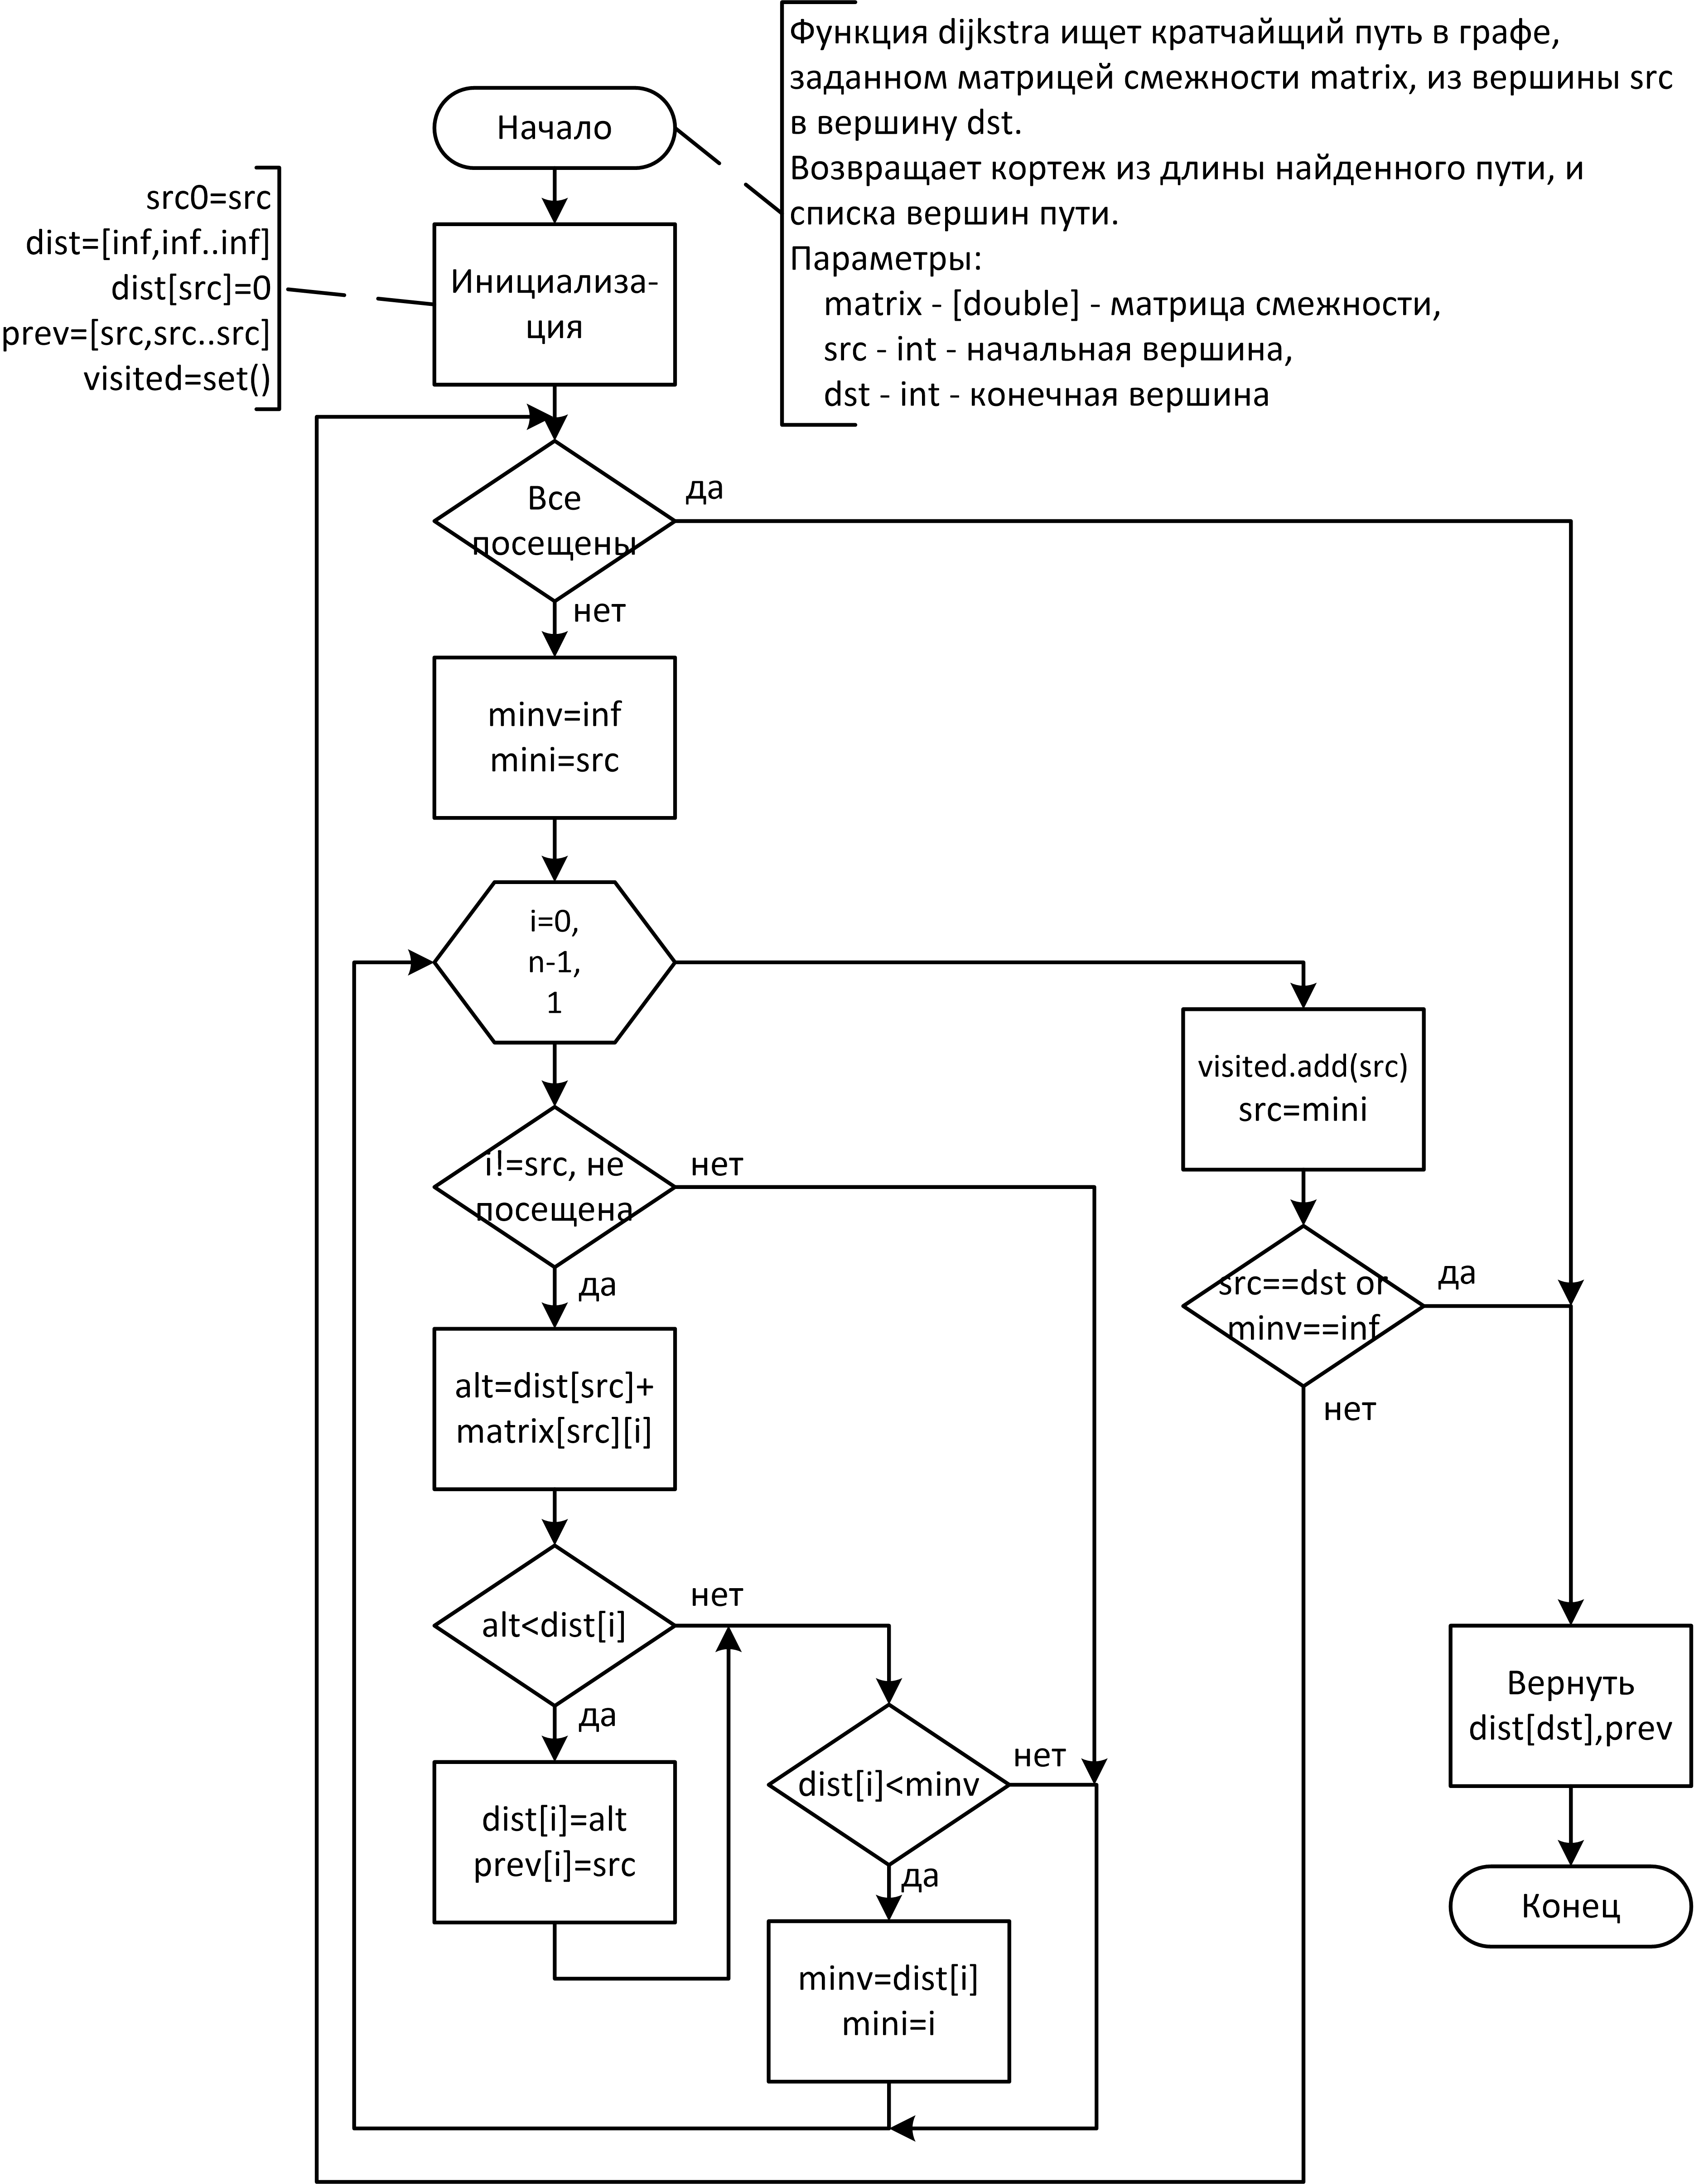 Функция dijkstra ищет кратчайщий путь в графе,
заданном матрицей смежности matrix, из вершины src
в вершину dst.
Возвращает кортеж из длины найденного пути, и
списка вершин пути.
Параметры:
matrix - [double] - матрица смежности,
src - int - начальная вершина,
dst - int - конечная вершина
Начало
src0=src
dist=[inf,inf..inf]
dist[src]=0
prev=[src,src..src]
visited=set()
Инициализа-
ция
Все
посещены
да
нет
minv=inf
mini=src
i=0,
n-1,
1
visited.add(src)
src=mini
i!=src, не
посещена
нет
да
src==dst or
minv==inf
да
нет
alt=dist[src]+
matrix[src][i]
alt<dist[i]
нет
да
dist[i]=alt
prev[i]=src
dist[i]<minv
нет
да
minv=dist[i]
mini=i
Вернуть
dist[dst],prev
Конец